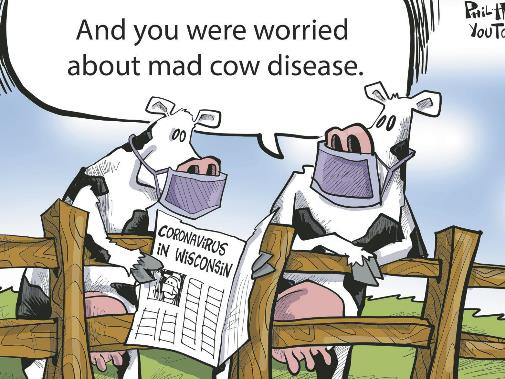 And you were worried
about mad cow disease.
CORONAVIRUS
IN WISCONSIN